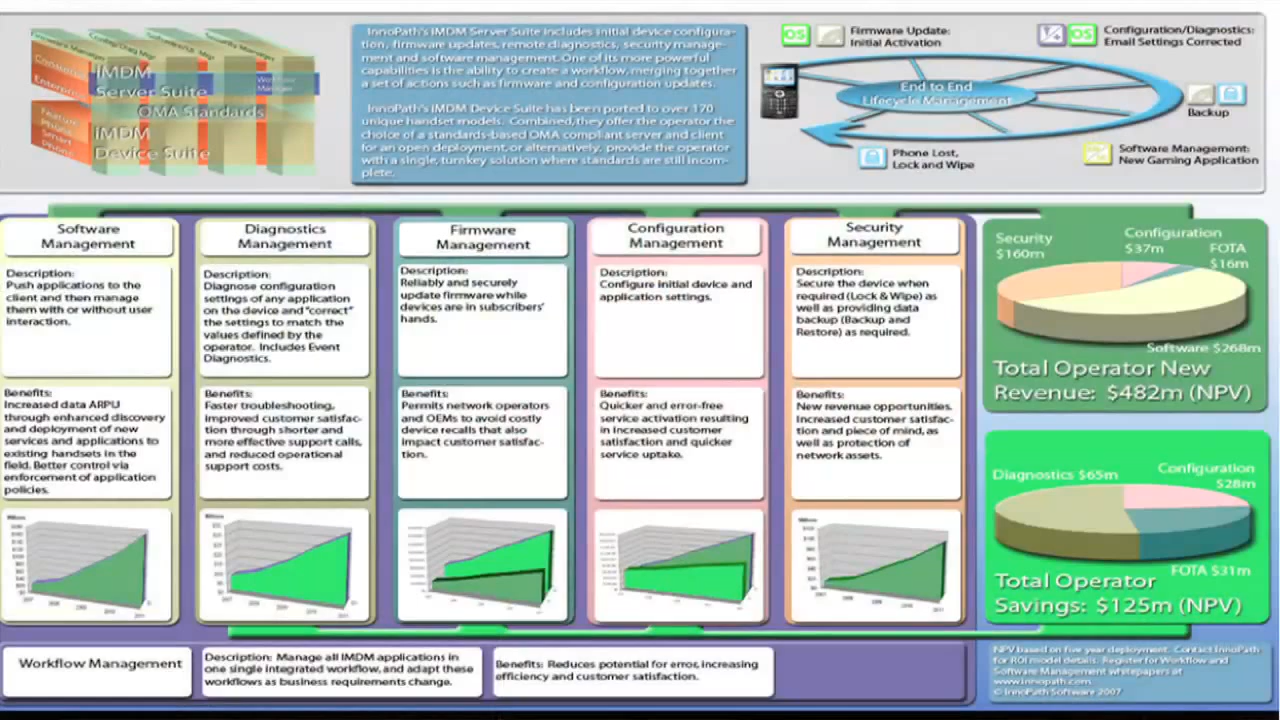 IMDM
Server Suite
OMA Standards
IMDM
Device Suite
Workflow
Consumer
Enterprise
Feature
Phone
Smart
Phone
InnoPath's IMDM Server Suite includes initial device configura-
tion, firmware updates, remote diagnostics, security manage-
ment and software management. One of its more powerful
capabilities is the ability to create a workflow, merging together
a set of actions such as firmware and configuration updates.
InnoPath's IMDM Device Suite has been ported to over 170
unique handset models. Combined, they offer the operator the
choice of a standards-based OMA compliant server and client
for an open deployment, or alternatively, provide the operator
with a single, turnkey solution where standards are still incom-
plete.
OS
Firmware Update:
Initial Activation
OS
Configuration/Diagnostics:
Email Settings Corrected
End to End
Lifecycle Management
Backup
Phone Lost,
Lock and Wipe
Software Management:
New Gaming Application
Software
Management
Description:
Push applications to the
client and then manage
them with or without user
interaction.
Benefits:
Increased data ARPU
through enhanced discovery
and deployment of new
services and applications to
existing handsets in the
field. Better control via
enforcement of application
policies.
Diagnostics
Management
Description:
Diagnose configuration
settings of any application
on the device and "correct"
the settings to match the
values defined by the
operator. Includes Event
Diagnostics.
Benefits:
Faster troubleshooting,
improved customer satisfac-
tion through shorter and
more effective support calls,
and reduced operational
support costs.
Firmware
Management
Description:
Reliably and securely
update firmware while
devices are in subscribers'
hands.
Benefits:
Permits network operators
and OEMs to avoid costly
device recalls that also
impact customer satisfac-
tion.
Configuration
Management
Description:
Configure initial device and
application settings.
Benefits:
Quicker and error-free
service activation resulting
in increased customer
satisfaction and quicker
service uptake.
Security
Management
Description:
Secure the device when
required (Lock & Wipe) as
well as providing data
backup (Backup and
Restore) as required.
Benefits:
New revenue opportunities.
Increased customer satisfac-
tion and piece of mind, as
well as protection of
network assets.
Security
$160m
Configuration
$37m
FOTA
$16m
Software $268m
Total Operator New
Revenue: $482m (NPV)
Diagnostics $65m
Configuration
$28m
FOTA $31m
Total Operator
Savings: $125m (NPV)
Workflow Management
Description: Manage all IMDM applications in
one single integrated workflow, and adapt these
workflows as business requirements change.
Benefits: Reduces potential for error, increasing
efficiency and customer satisfaction.
NPV based on five year deployment. Contact InnoPath
for ROI model details. Register for Workflow and
Software Management whitepapers at
www.innopath.com
© InnoPath Software 2007